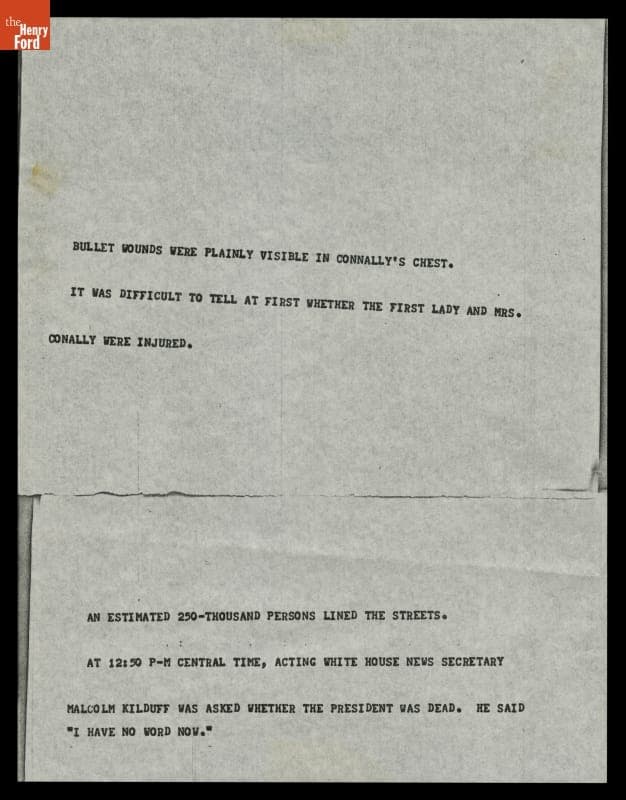 the
Henry
Ford
BULLET WOUNDS WERE PLAINLY VISIBLE IN CONNALLY'S CHEST.
IT WAS DIFFICULT TO TELL AT FIRST WHETHER THE FIRST LADY AND MRS.
CONALLY WERE INJURED.
AN ESTIMATED 250-THOUSAND PERSONS LINED THE STREETS.
AT 12:50 P-M CENTRAL TIME, ACTING WHITE HOUSE NEWS SECRETARY
MALCOLM KILDUFF WAS ASKED WHETHER THE PRESIDENT WAS DEAD. HE SAID
"I HAVE NO WORD NOW."